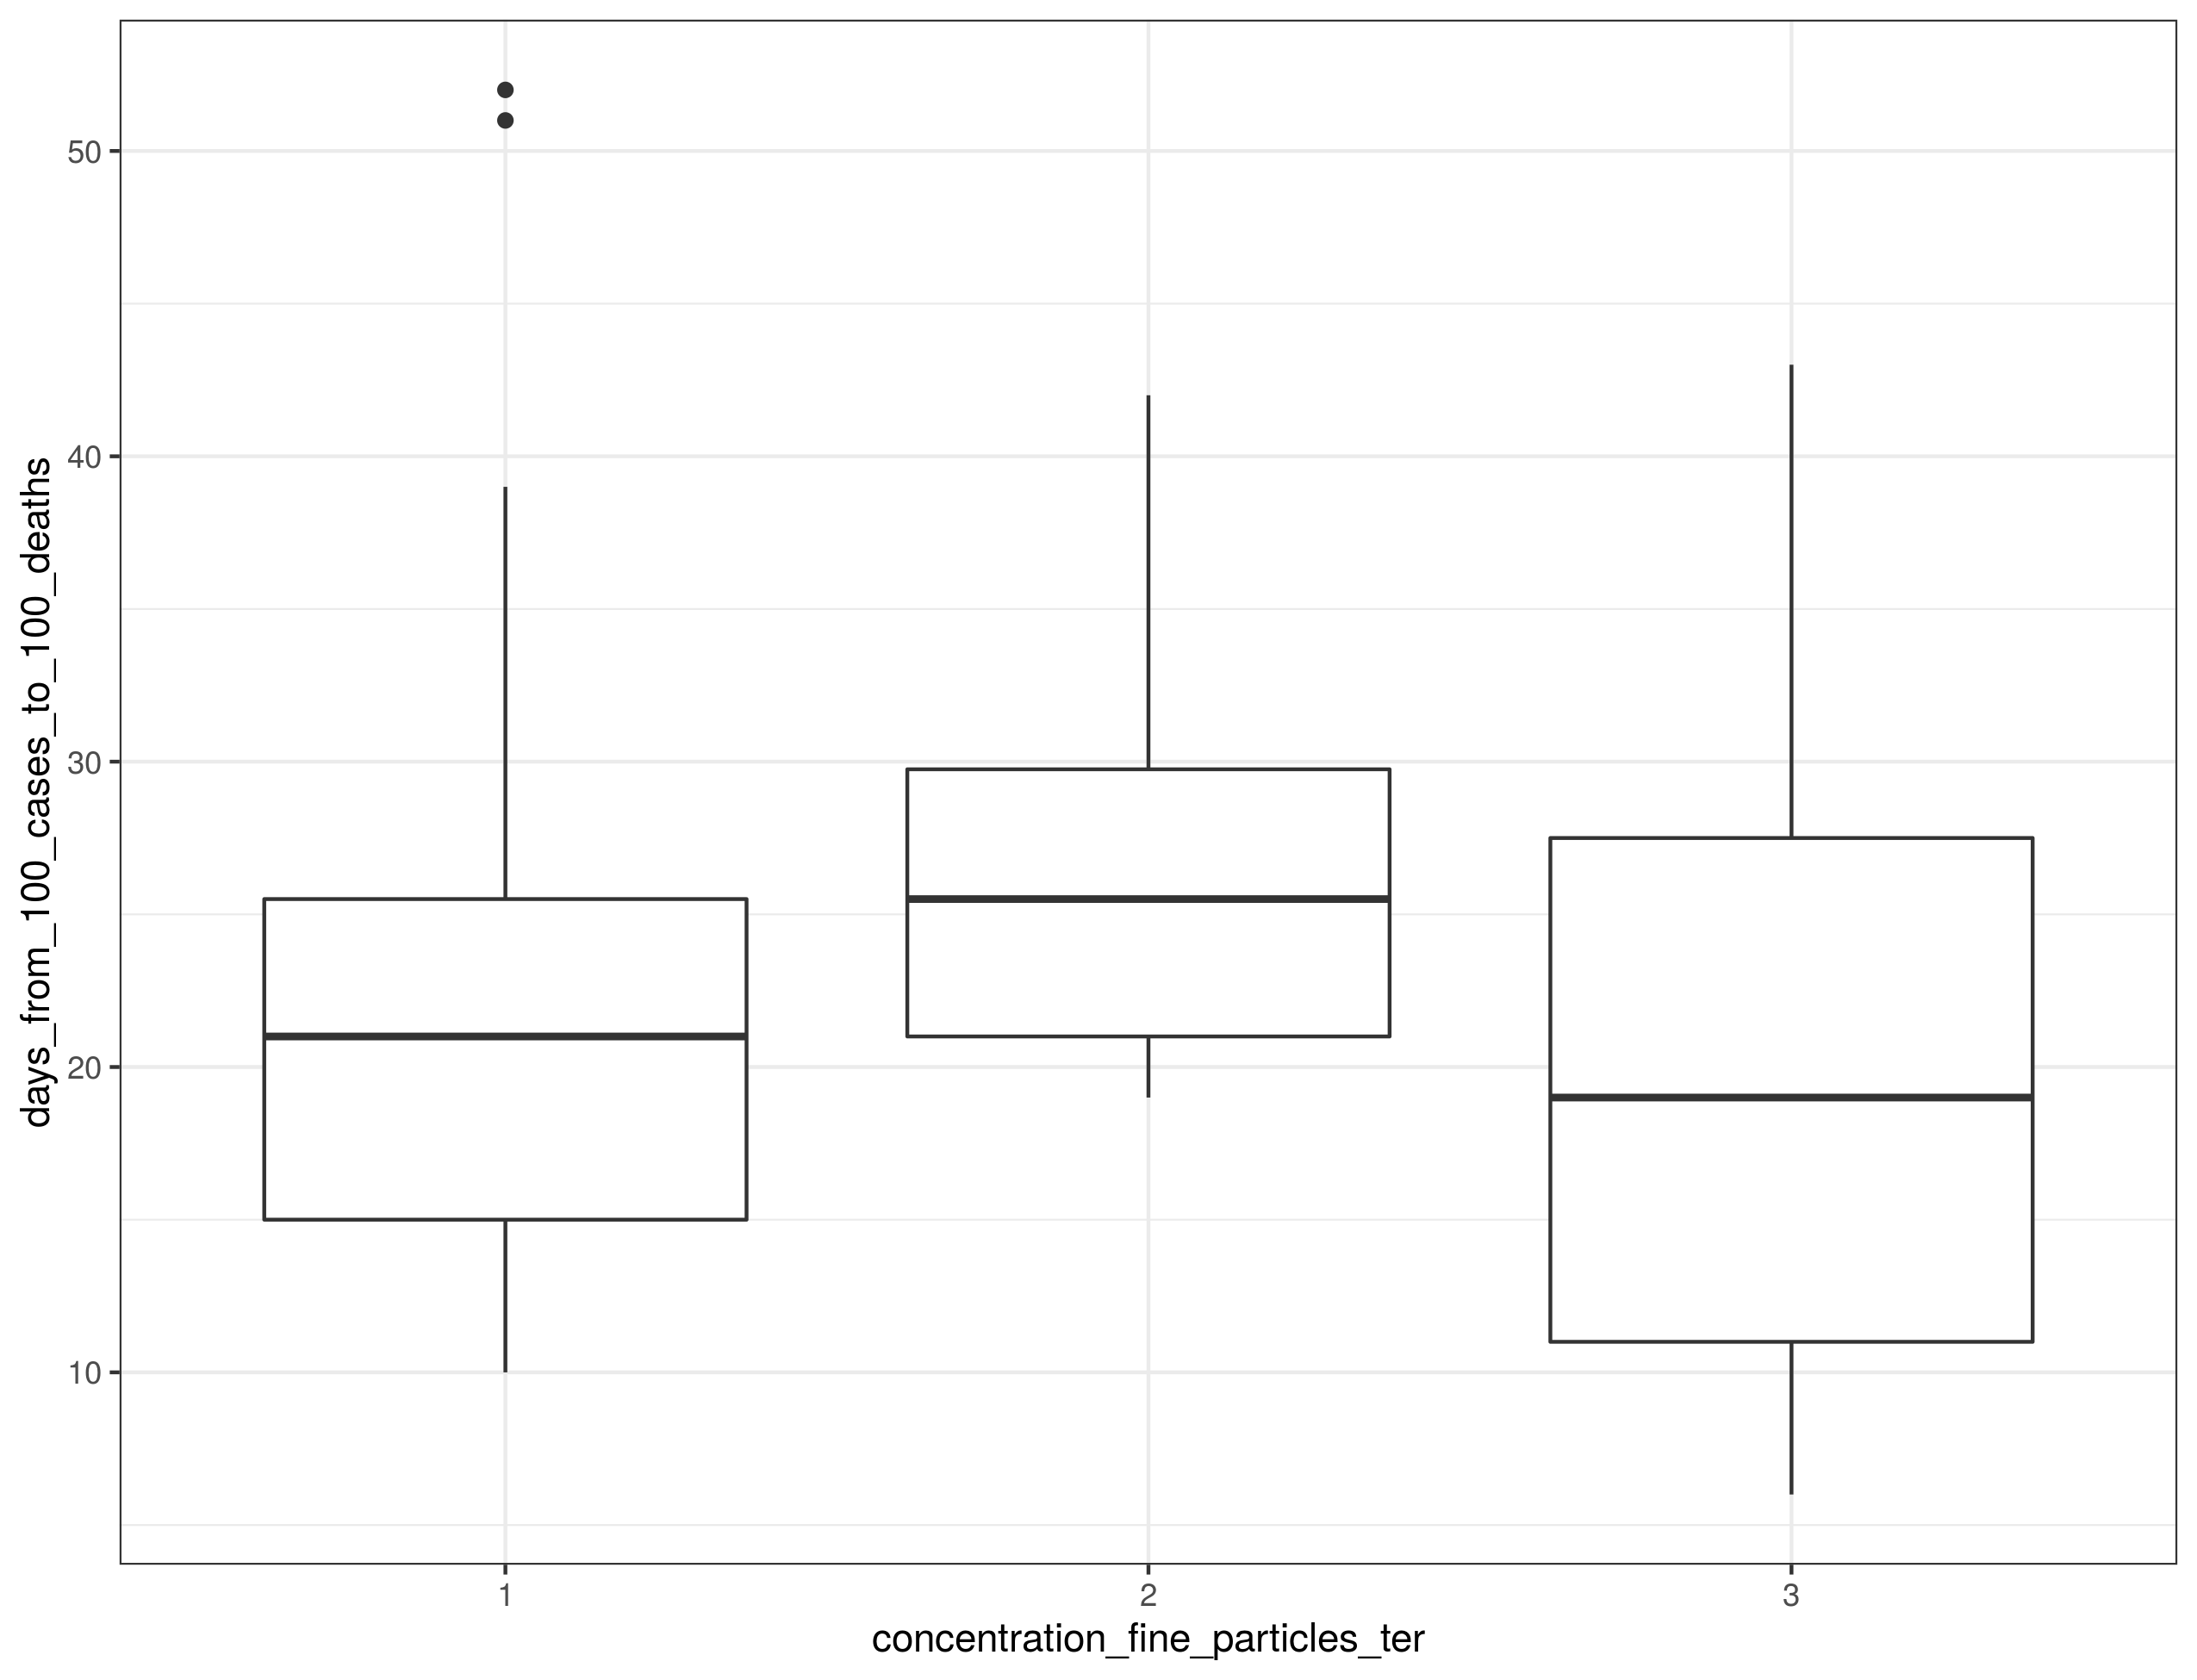 days_from_100_cases_to_100_deaths
50
40
30
20
10
1 2 3
concentration_fine_particles_ter